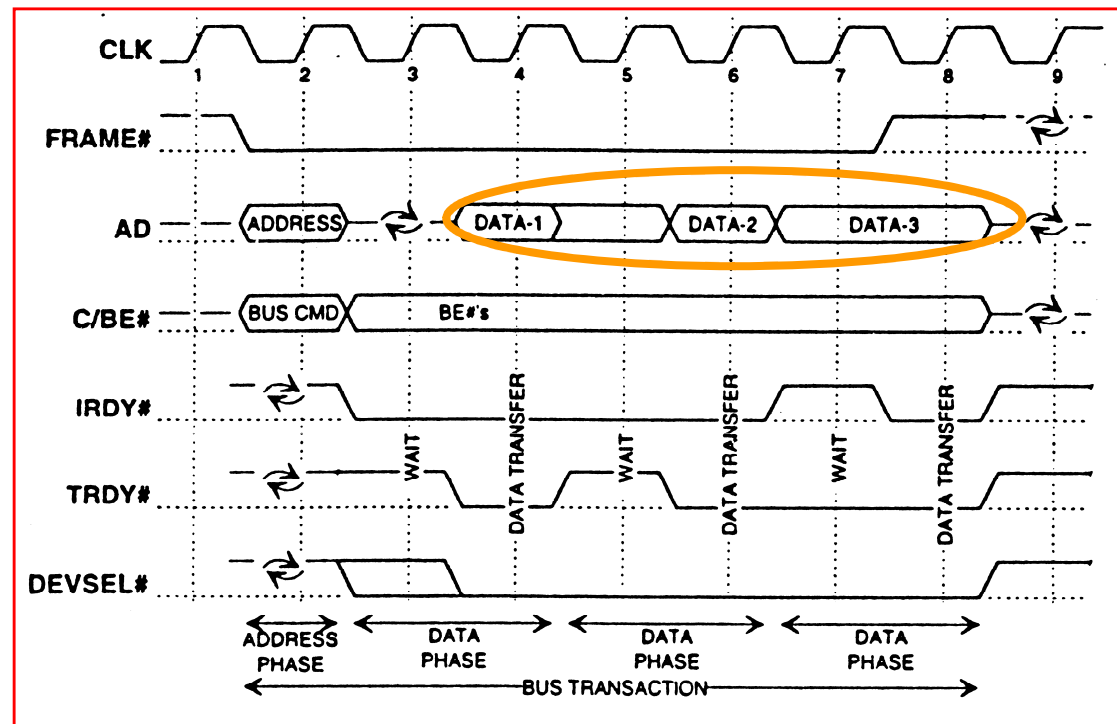 CLK
1 2 3 4 5 6 7 8 9
FRAME#
AD
ADDRESS
DATA-1
DATA-2
DATA-3
C/BE#
BUS CMD
BE#'s
IRDY#
TRDY#
WAIT
DATA TRANSFER
WAIT
DATA TRANSFER
WAIT
DATA TRANSFER
DEVSEL#
ADDRESS PHASE
DATA PHASE
DATA PHASE
DATA PHASE
BUS TRANSACTION